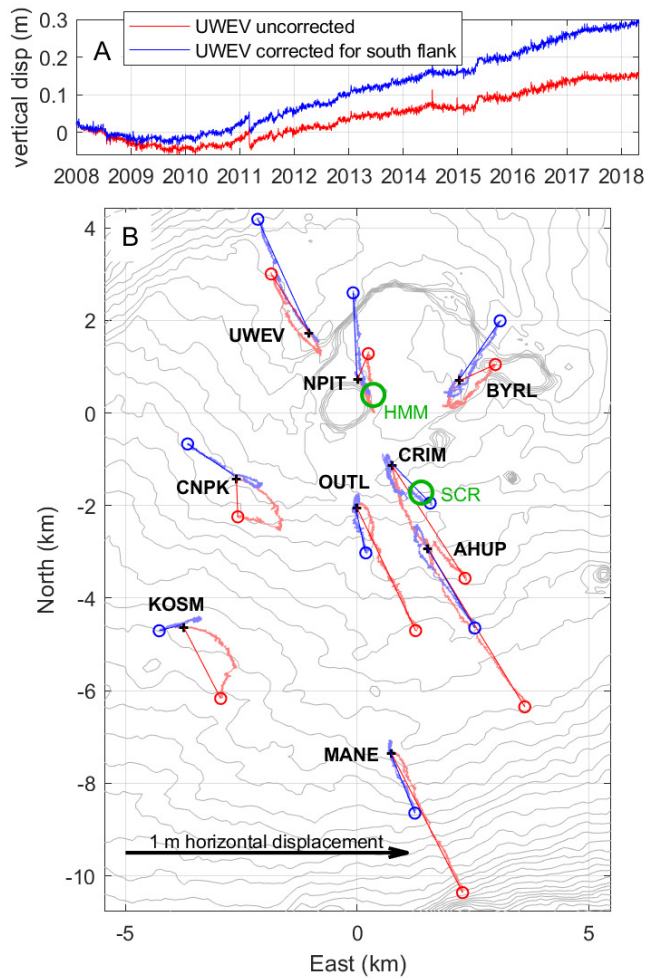 0.3
UWEV uncorrected
A
UWEV corrected for south flank
0.2
0.1
0
vertical disp (m)
2008 2009 2010 2011 2012 2013 2014 2015 2016 2017 2018
4
B
2
UWEV
NPIT
BYRL
HMM
0
CRIM
CNPK
OUTL
SCR
-2
AHUP
North (km)
-4
KOSM
-6
MANE
-8
1 m horizontal displacement
-10
-5 0 5
East (km)